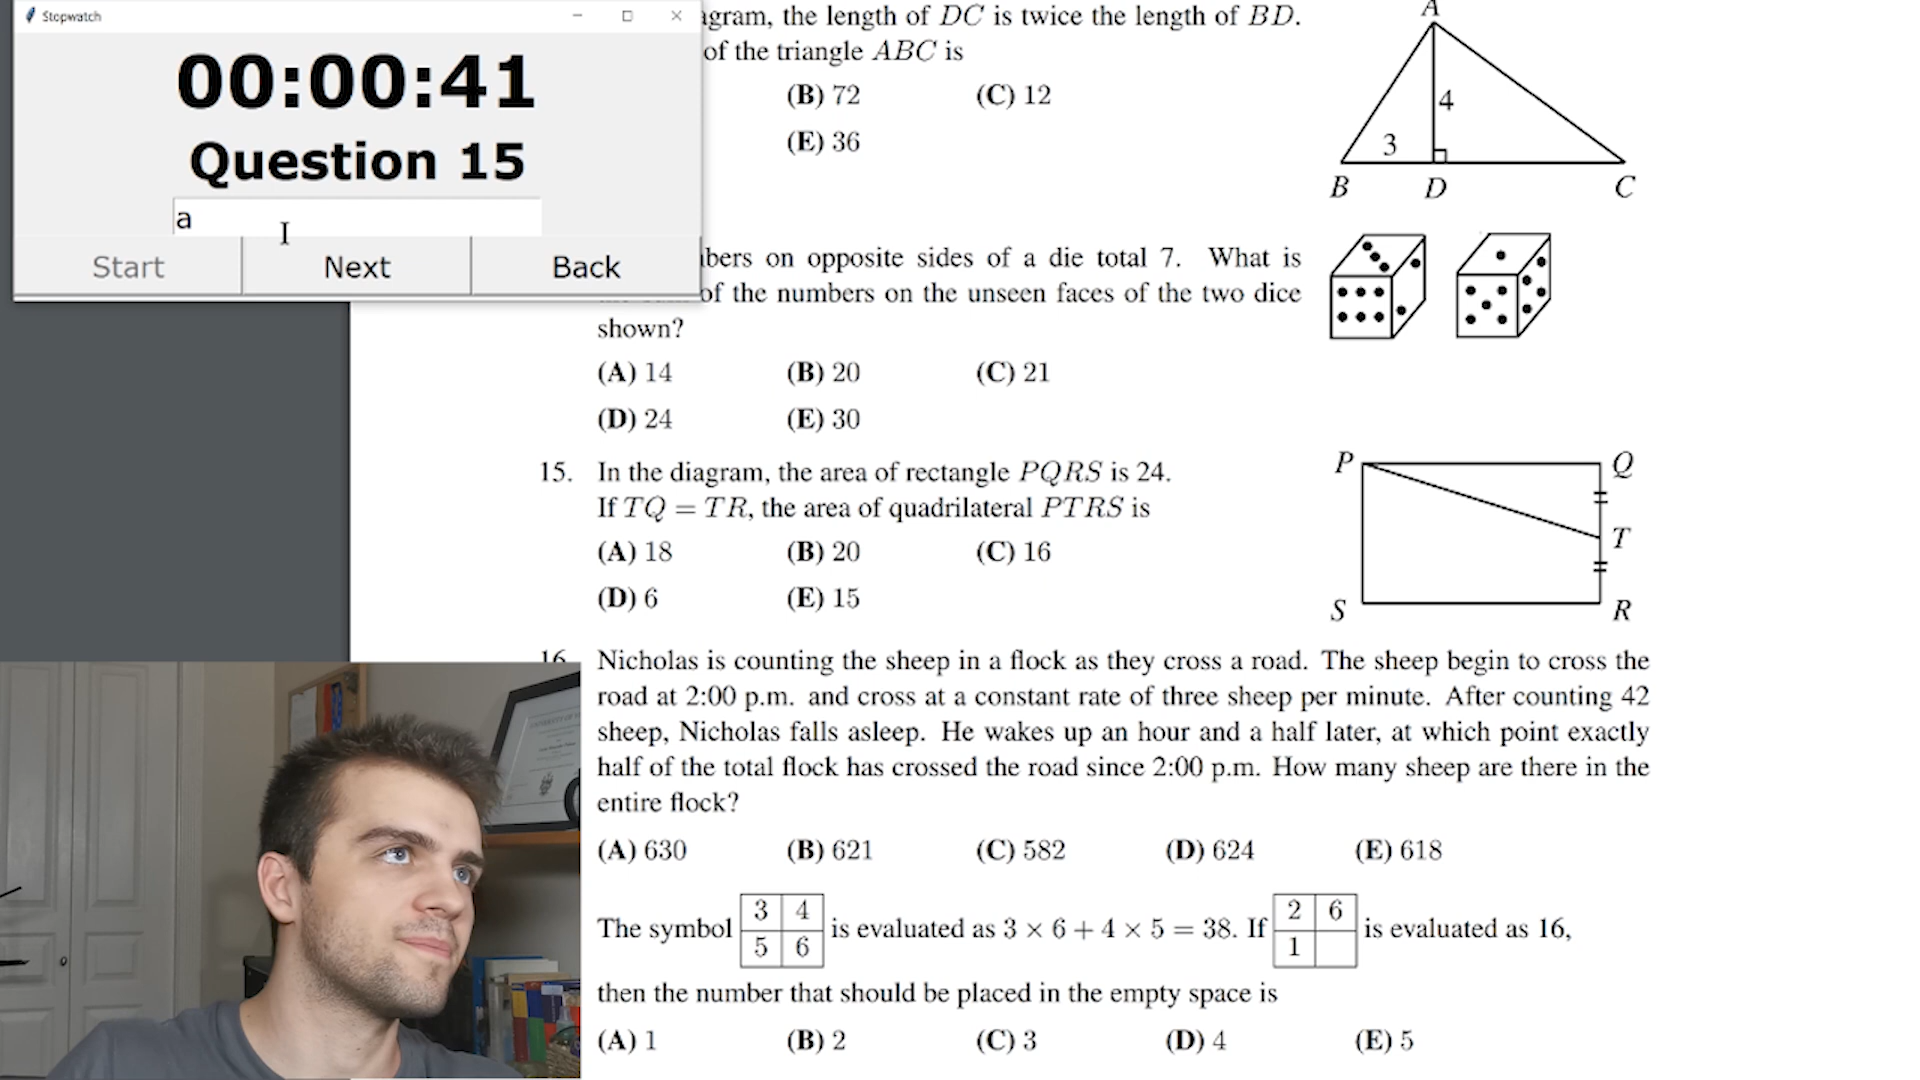 Stopwatch
00:00:41
Question 15
a
Start Next Back
agram, the length of DC is twice the length of BD.
of the triangle ABC is
(B) 72 (C) 12
(E) 36
A
4
3
B D C
bers on opposite sides of a die total 7. What is
of the numbers on the unseen faces of the two dice
shown?
(A) 14 (B) 20 (C) 21
(D) 24 (E) 30
15. In the diagram, the area of rectangle PQRS is 24.
If TQ = TR, the area of quadrilateral PTRS is
(A) 18 (B) 20 (C) 16
(D) 6 (E) 15
P Q
T
S R
16. Nicholas is counting the sheep in a flock as they cross a road. The sheep begin to cross the
road at 2:00 p.m. and cross at a constant rate of three sheep per minute. After counting 42
sheep, Nicholas falls asleep. He wakes up an hour and a half later, at which point exactly
half of the total flock has crossed the road since 2:00 p.m. How many sheep are there in the
entire flock?
(A) 630 (B) 621 (C) 582 (D) 624 (E) 618
The symbol 3 4 5 6 is evaluated as 3 × 6 + 4 × 5 = 38. If 2 6 1 is evaluated as 16,
then the number that should be placed in the empty space is
(A) 1 (B) 2 (C) 3 (D) 4 (E) 5